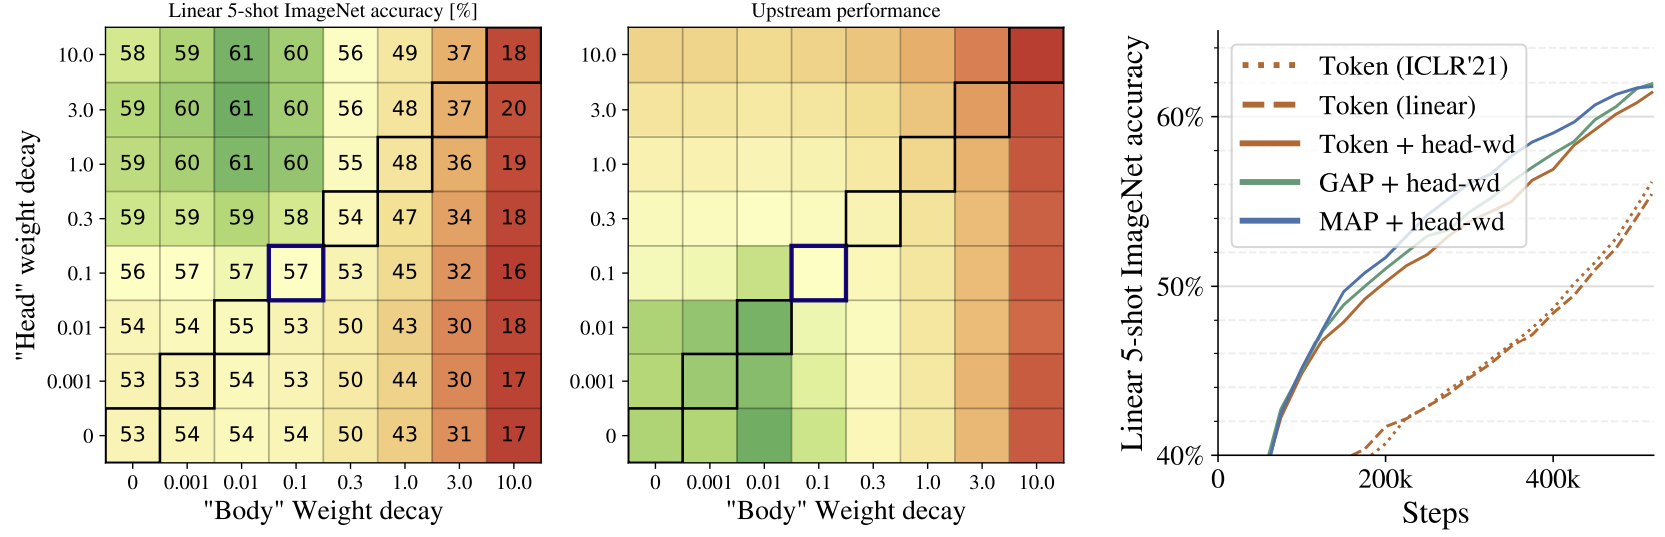 Linear 5-shot ImageNet accuracy [%]
"Head" weight decay
10.0 58 59 61 60 56 49 37 18
3.0 59 60 61 60 56 48 37 20
1.0 59 60 61 60 55 48 36 19
0.3 59 59 59 58 54 47 34 18
0.1 56 57 57 57 53 45 32 16
0.01 54 54 55 53 50 43 30 18
0.001 53 53 54 53 50 44 30 17
0 53 54 54 54 50 43 31 17
0 0.001 0.01 0.1 0.3 1.0 3.0 10.0
"Body" Weight decay
Upstream performance
10.0
3.0
1.0
0.3
0.1
0.01
0.001
0
0 0.001 0.01 0.1 0.3 1.0 3.0 10.0
"Body" Weight decay
Linear 5-shot ImageNet accuracy
60%
50%
40%
Token (ICLR'21)
Token (linear)
Token + head-wd
GAP + head-wd
MAP + head-wd
0 200k 400k
Steps